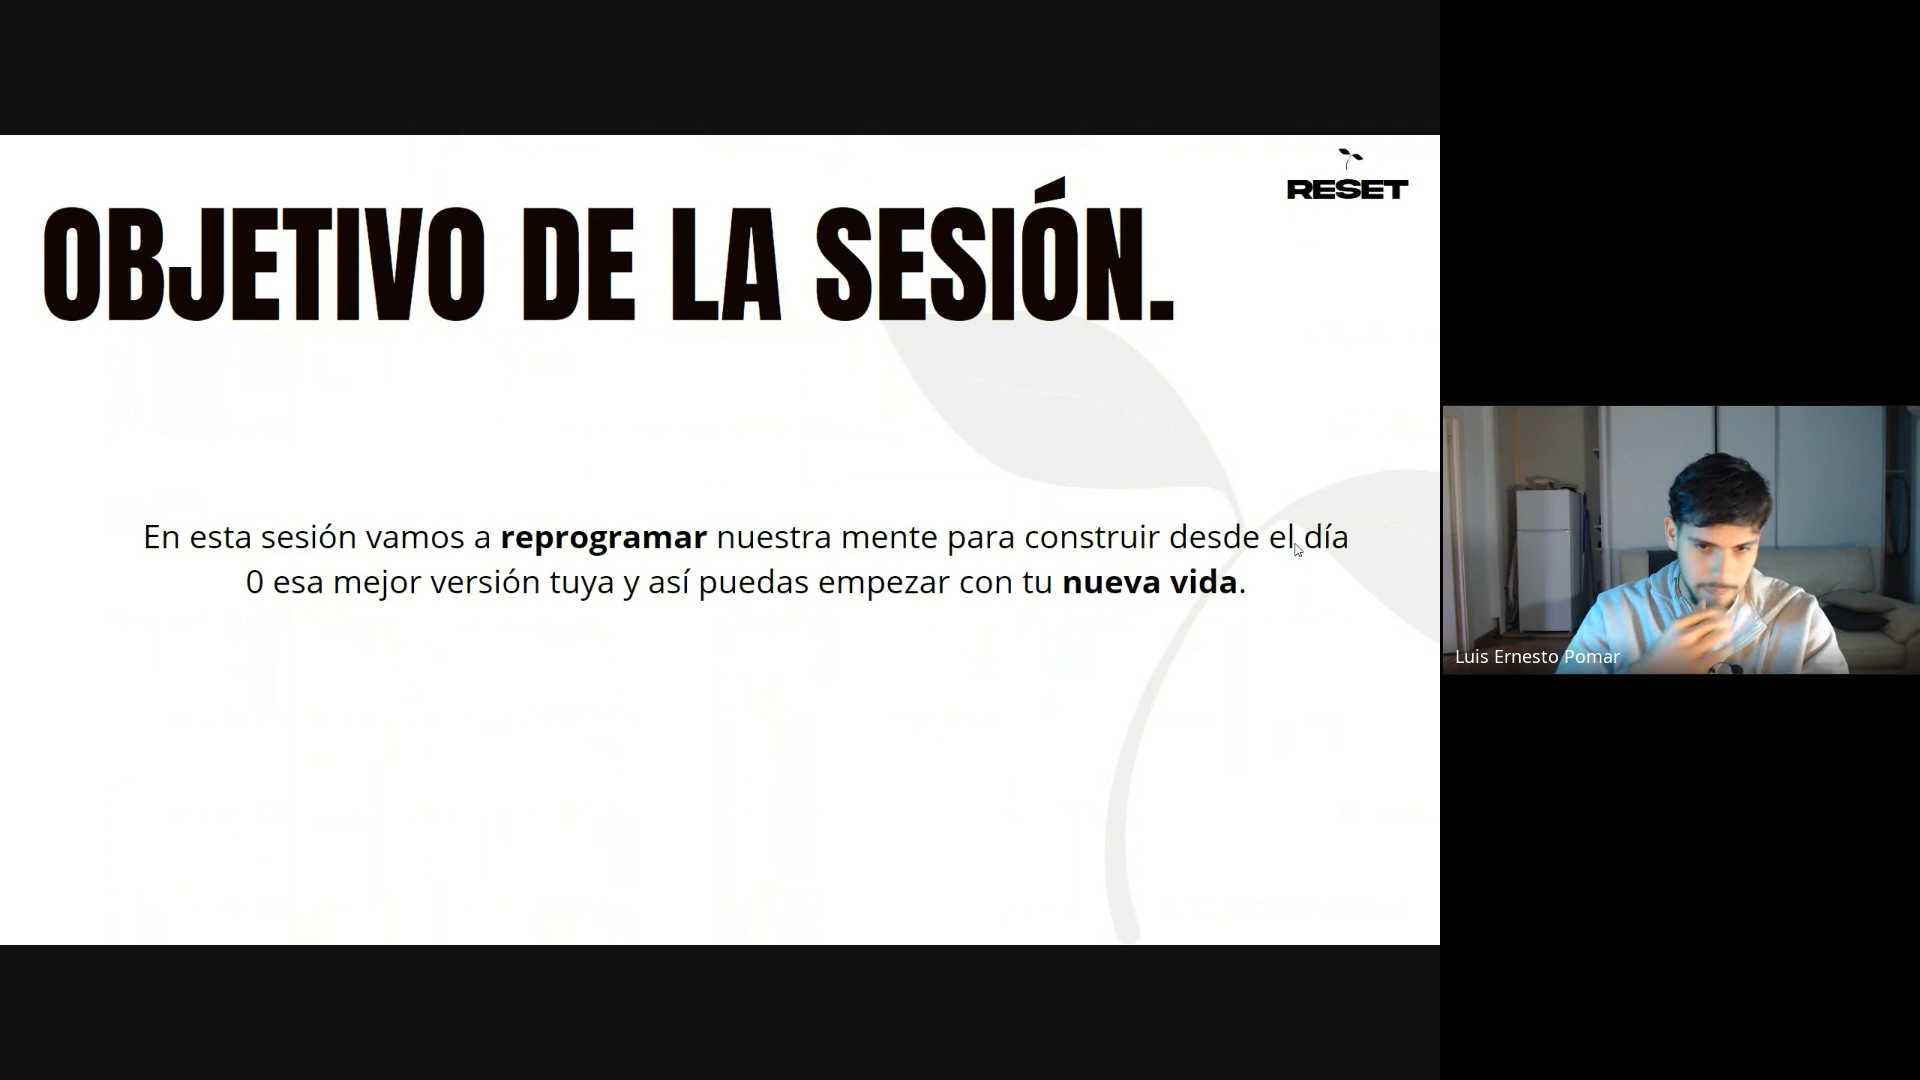 RESET
OBJETIVO DE LA SESIÓN.
En esta sesión vamos a reprogramar nuestra mente para construir desde el día
0 esa mejor versión tuya y así puedas empezar con tu nueva vida.
Luis Ernesto Pomar